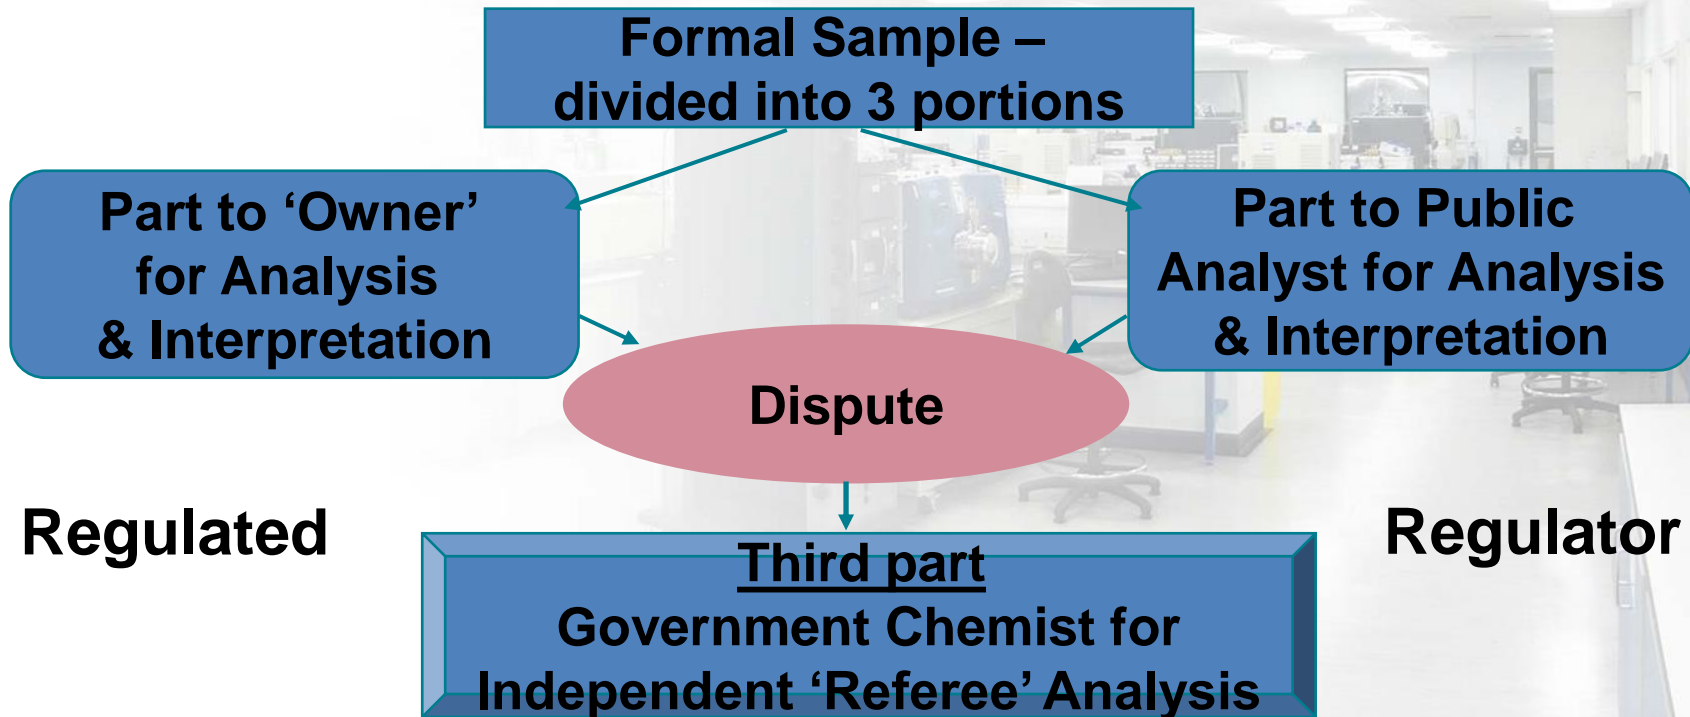 Formal Sample –
divided into 3 portions
Part to ‘Owner’
for Analysis
& Interpretation
Part to Public
Analyst for Analysis
& Interpretation
Dispute
Regulated
Regulator
Third part
Government Chemist for
Independent ‘Referee’ Analysis